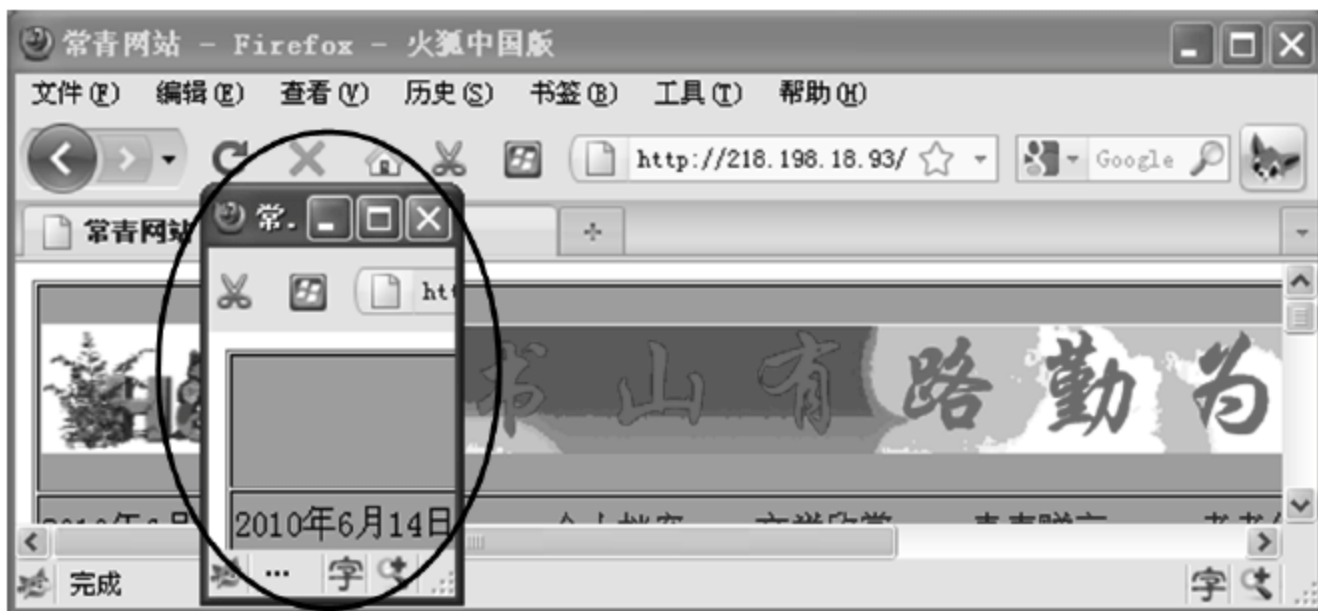 常青网站 - Firefox - 火狐中国版
文件(F) 编辑(E) 查看(V) 历史(S) 书签(B) 工具(T) 帮助(H)
http://218.198.18.93/ Google
常青网站
常.
htt
书山有路勤为
2010年6月14日
完成
... 字
字